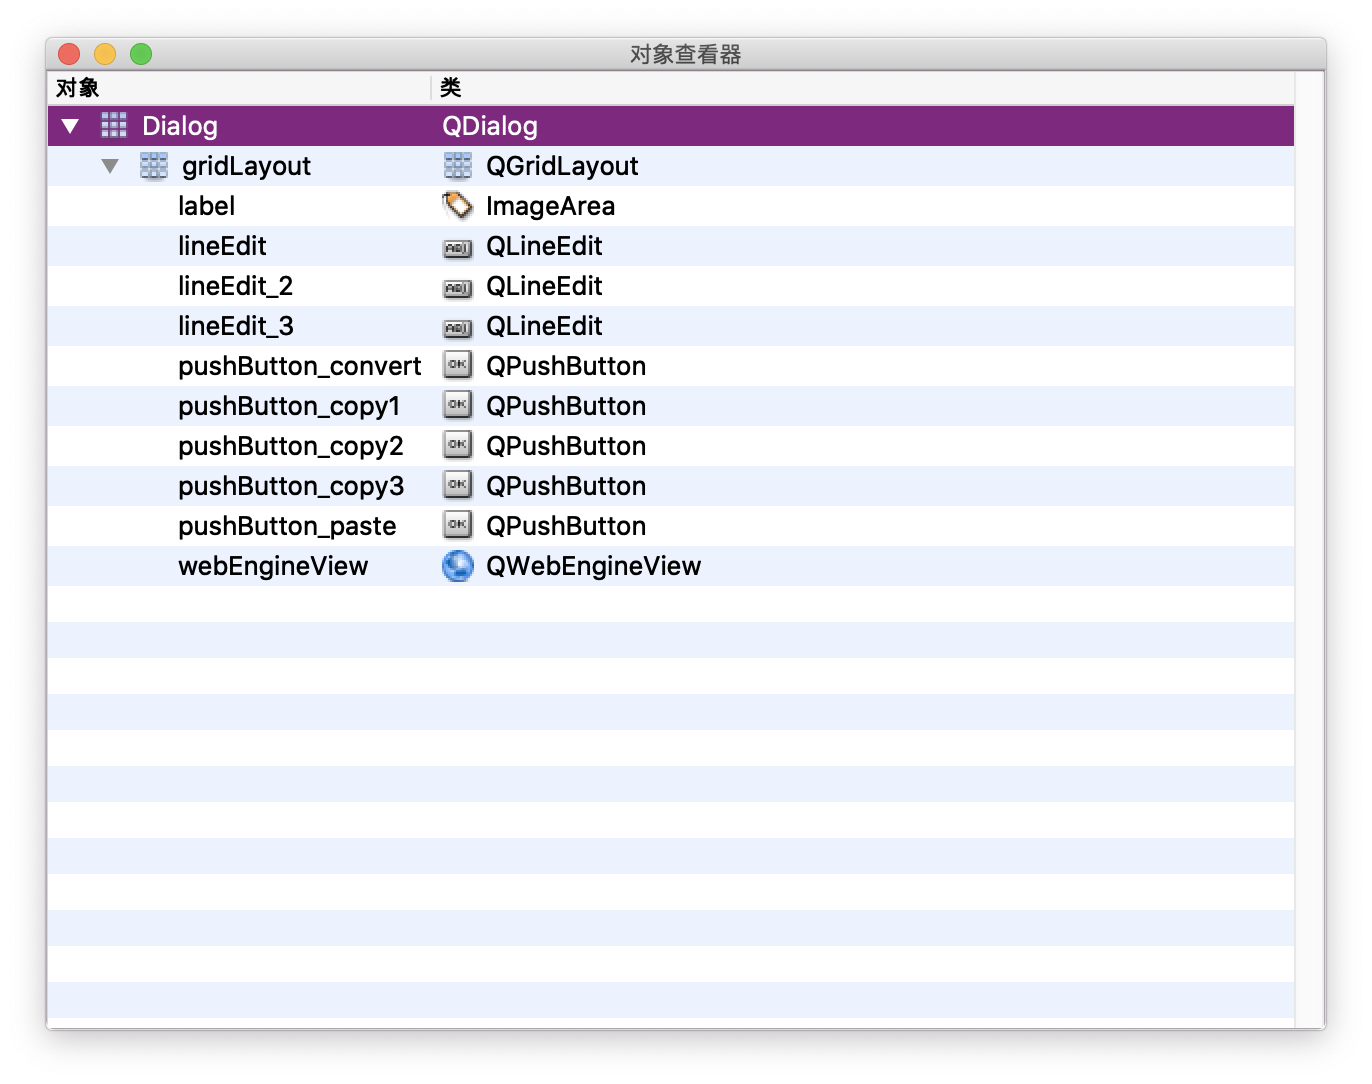 对象查看器
对象 类
Dialog QDialog
gridLayout QGridLayout
label ImageArea
lineEdit QLineEdit
lineEdit_2 QLineEdit
lineEdit_3 QLineEdit
pushButton_convert QPushButton
pushButton_copy1 QPushButton
pushButton_copy2 QPushButton
pushButton_copy3 QPushButton
pushButton_paste QPushButton
webEngineView QWebEngineView